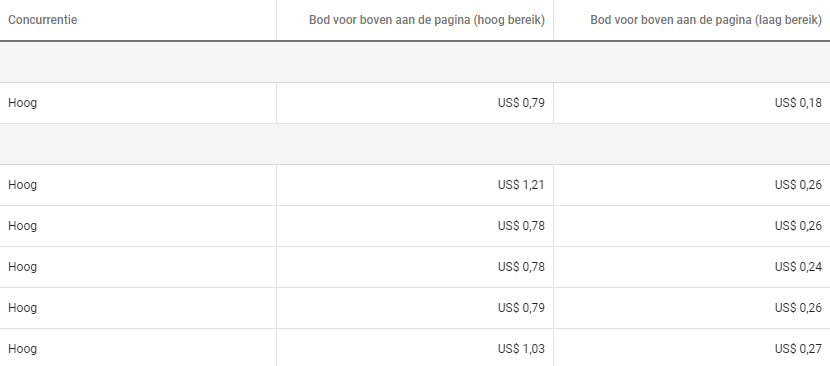 Concurrentie Bod voor boven aan de pagina (hoog bereik) Bod voor boven aan de pagina (laag bereik)
Hoog US$ 0,79 US$ 0,18
Hoog US$ 1,21 US$ 0,26
Hoog US$ 0,78 US$ 0,26
Hoog US$ 0,78 US$ 0,24
Hoog US$ 0,79 US$ 0,26
Hoog US$ 1,03 US$ 0,27